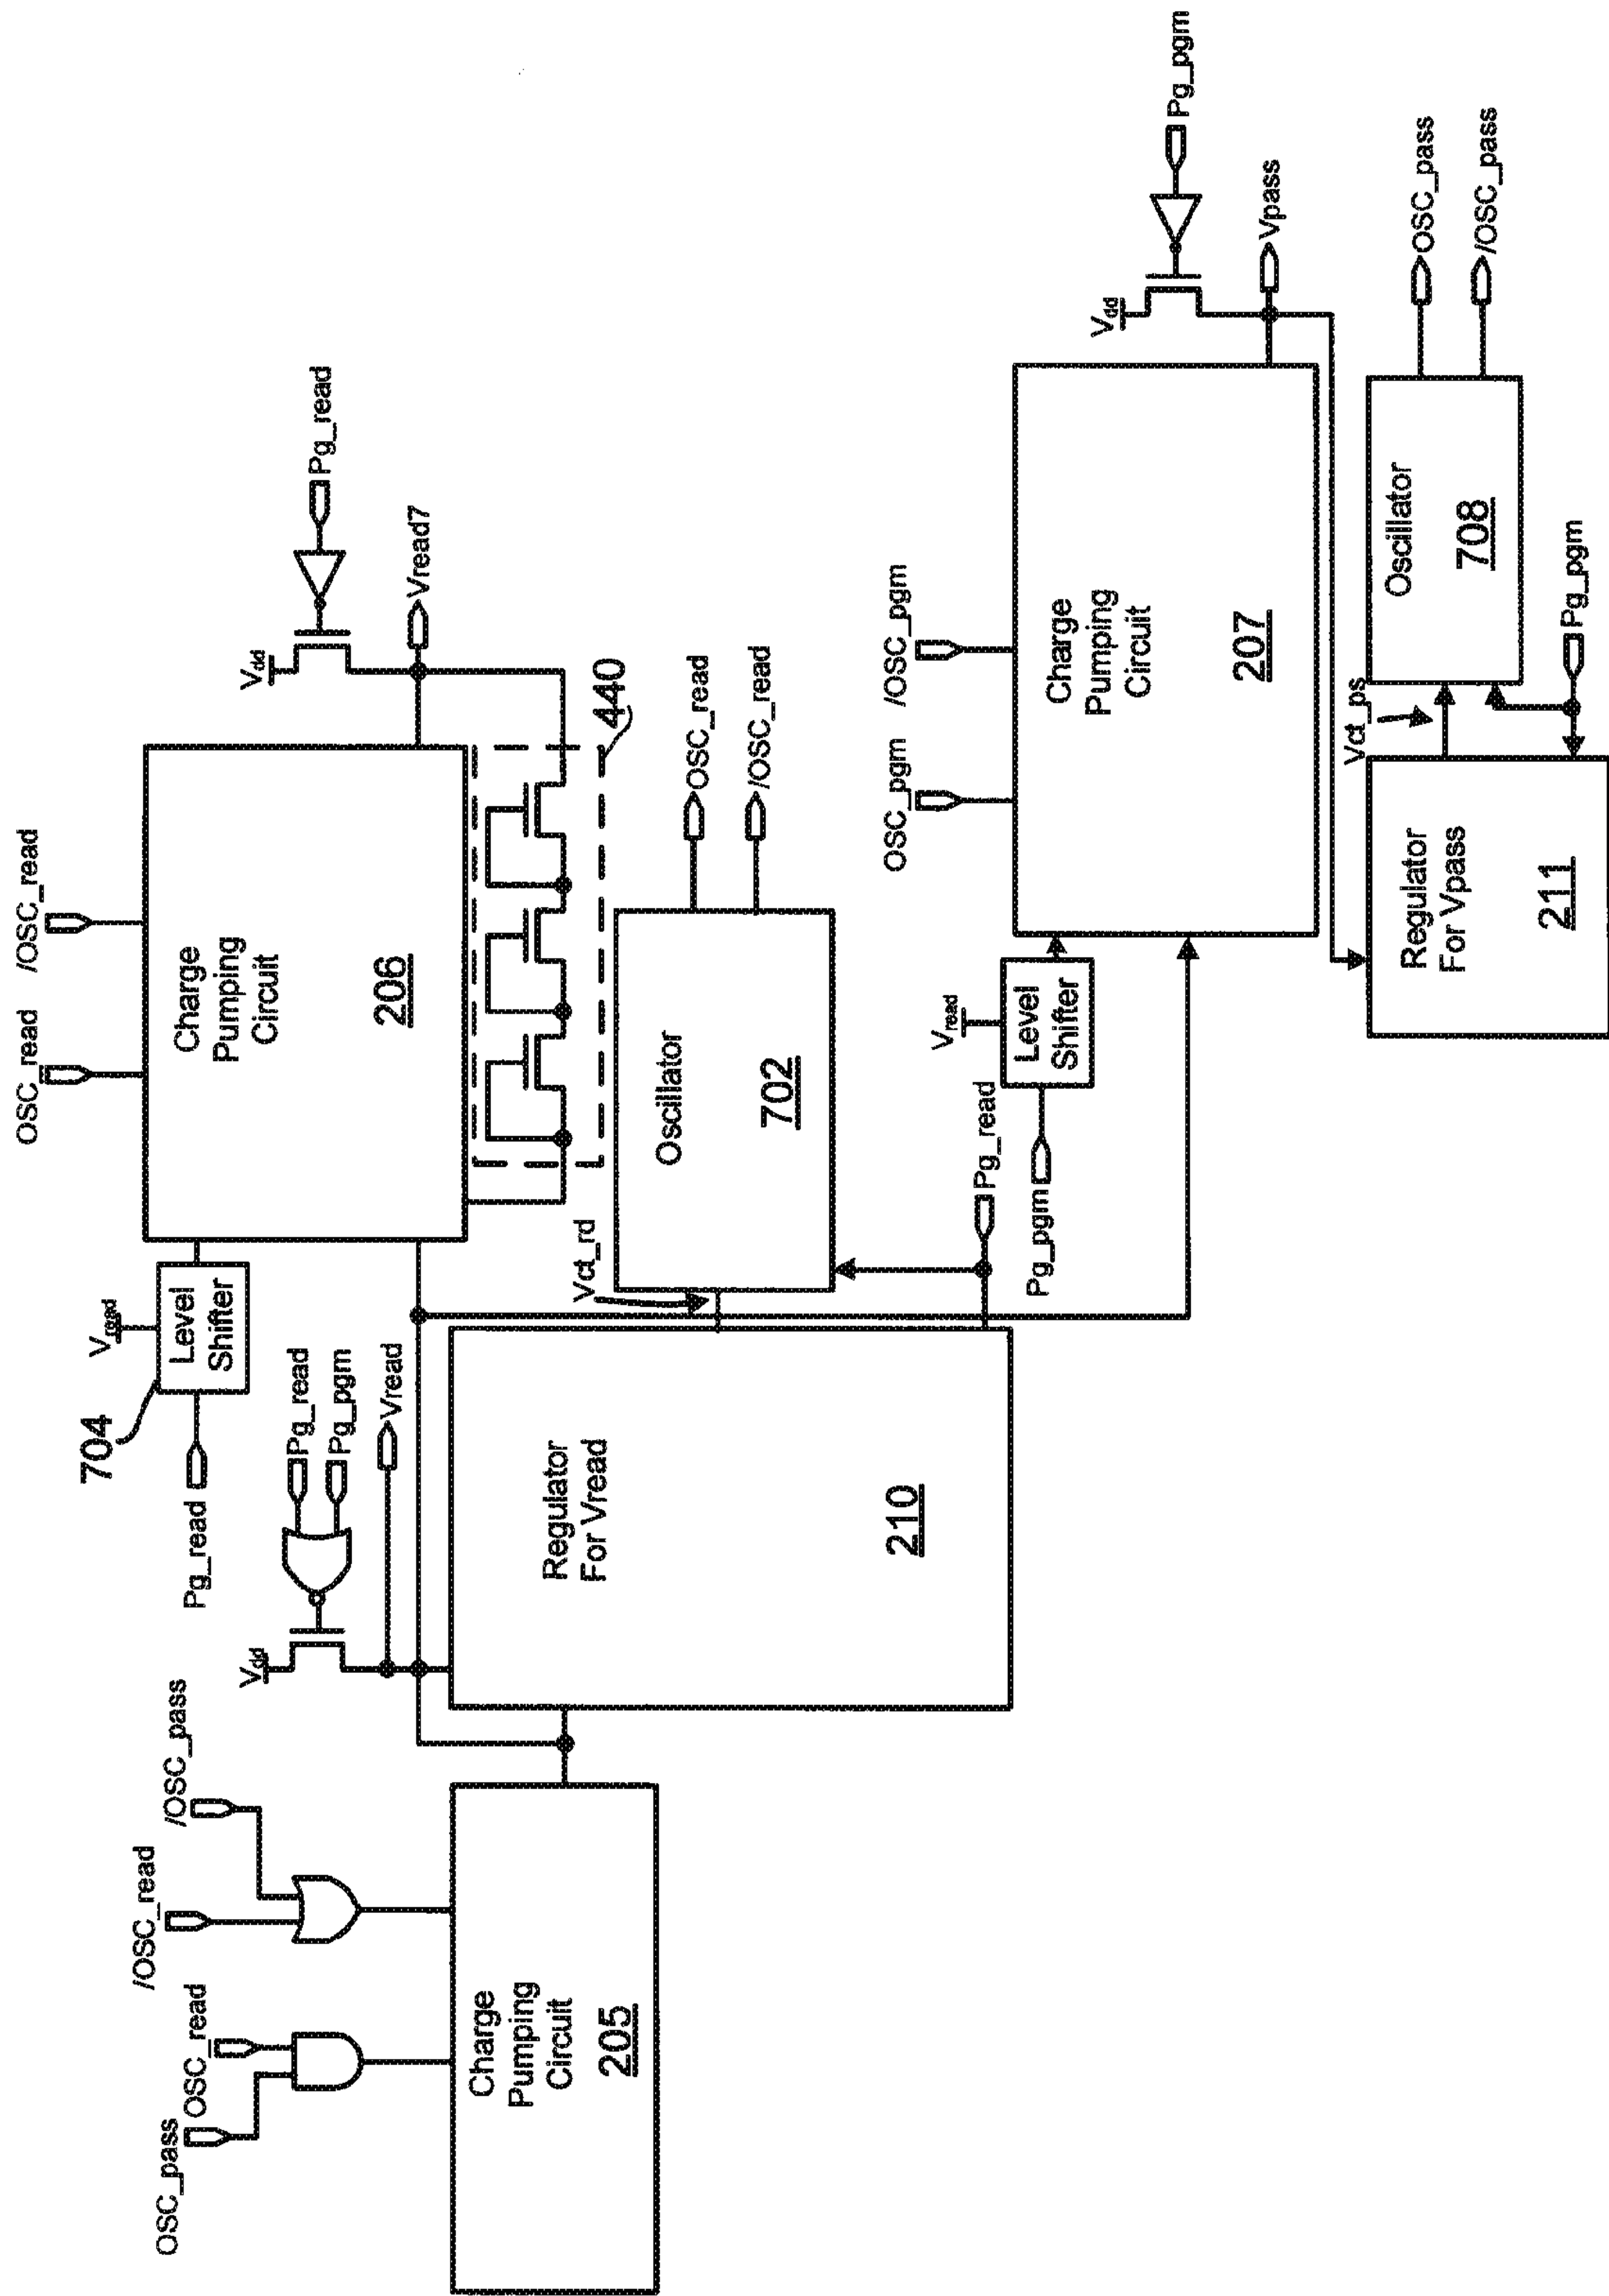 OSC_pass
OSC_read
/OSC_read
/OSC_pass
Charge
Pumping
Circuit
205
Vdd
Pg_read
Pg_pgm
Vread
Regulator
For Vread
210
Pg_read
704
Vread
Level
Shifter
OSC_read
/OSC_read
Charge
Pumping
Circuit
206
Vdd
Pg_read
Vread7
440
Vct_rd
Oscillator
702
OSC_read
/OSC_read
Pg_read
Pg_pgm
Vread
Level
Shifter
OSC_pgm
/OSC_pgm
Charge
Pumping
Circuit
207
Vdd
Pg_pgm
Vpass
Regulator
For Vpass
211
Vct_ps
Oscillator
708
Pg_pgm
OSC_pass
/OSC_pass